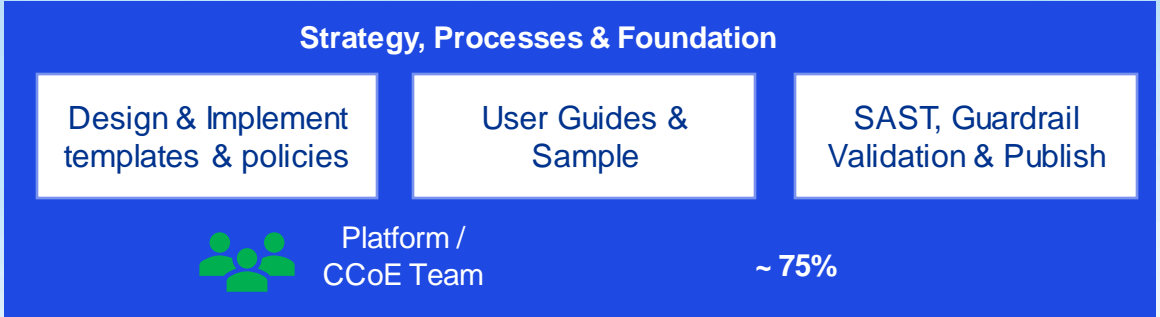 Strategy, Processes & Foundation
Design & Implement
templates & policies
User Guides &
Sample
SAST, Guardrail
Validation & Publish
Platform /
CCoE Team
~ 75%